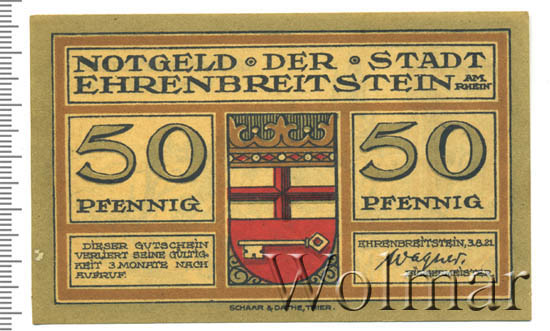 NOTGELD · DER · STADT
EHRENBREITSTEIN AM RHEIN
50 PFENNIG
50 PFENNIG
DIESER GUTSCHEIN
VERLIERT SEINE GÜLTIG-
KEIT 3 MONATE NACH
AUFRUF.
EHRENBREITSTEIN, 3.8.21
Wagner.
BÜRGERMEISTER
SCHAAR & DATHE, TRIER.
Wolmar